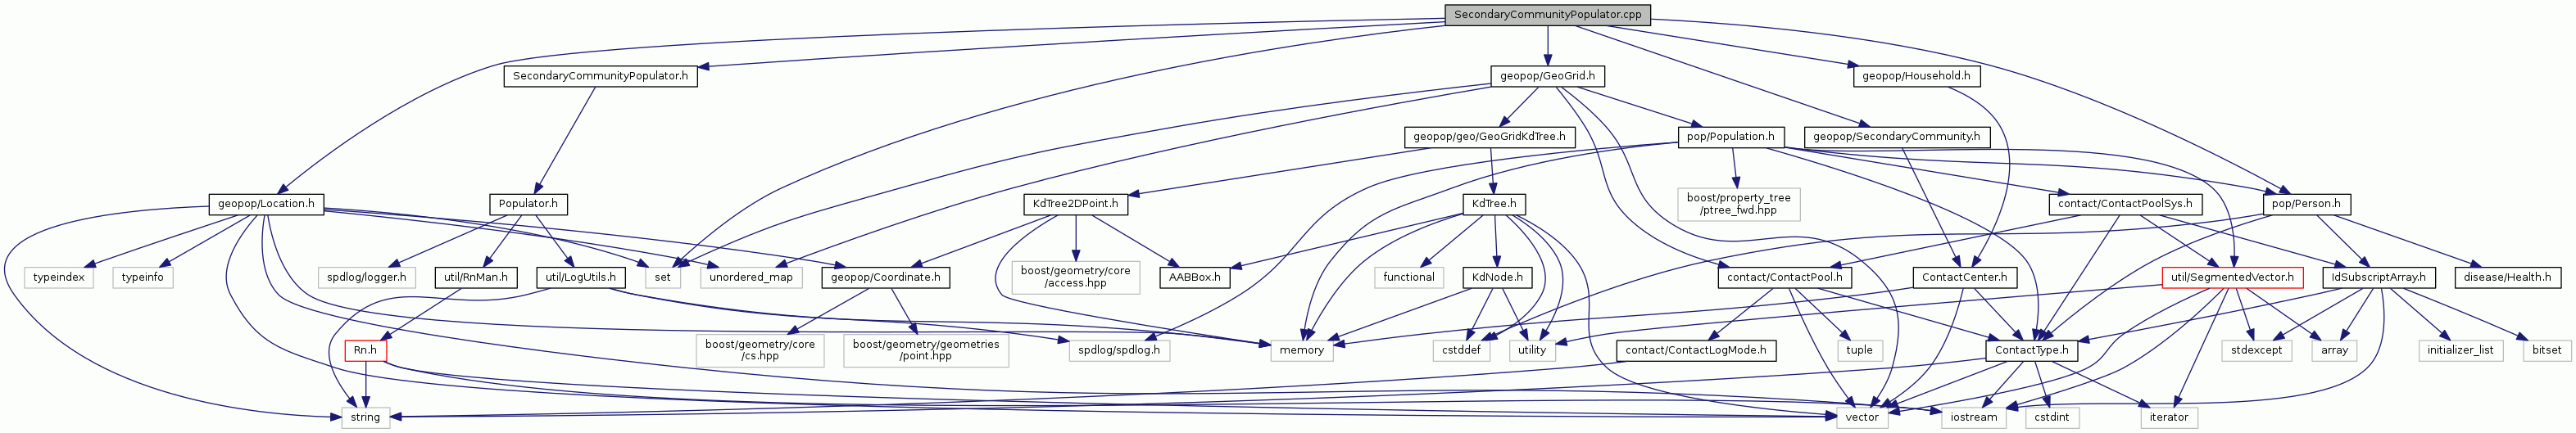 SecondaryCommunityPopulator.cpp
SecondaryCommunityPopulator.h
geopop/GeoGrid.h
geopop/Household.h
geopop/geo/GeoGridKdTree.h
pop/Population.h
geopop/SecondaryCommunity.h
geopop/Location.h
Populator.h
KdTree2DPoint.h
KdTree.h
boost/property_tree
/ptree_fwd.hpp
contact/ContactPoolSys.h
pop/Person.h
typeindex
typeinfo
spdlog/logger.h
util/RnMan.h
util/LogUtils.h
set
unordered_map
geopop/Coordinate.h
boost/geometry/core
/access.hpp
AABBox.h
functional
KdNode.h
contact/ContactPool.h
ContactCenter.h
util/SegmentedVector.h
IdSubscriptArray.h
disease/Health.h
Rn.h
boost/geometry/core
/cs.hpp
boost/geometry/geometries
/point.hpp
spdlog/spdlog.h
memory
cstddef
utility
contact/ContactLogMode.h
tuple
ContactType.h
stdexcept
array
initializer_list
bitset
string
vector
iostream
cstdint
iterator